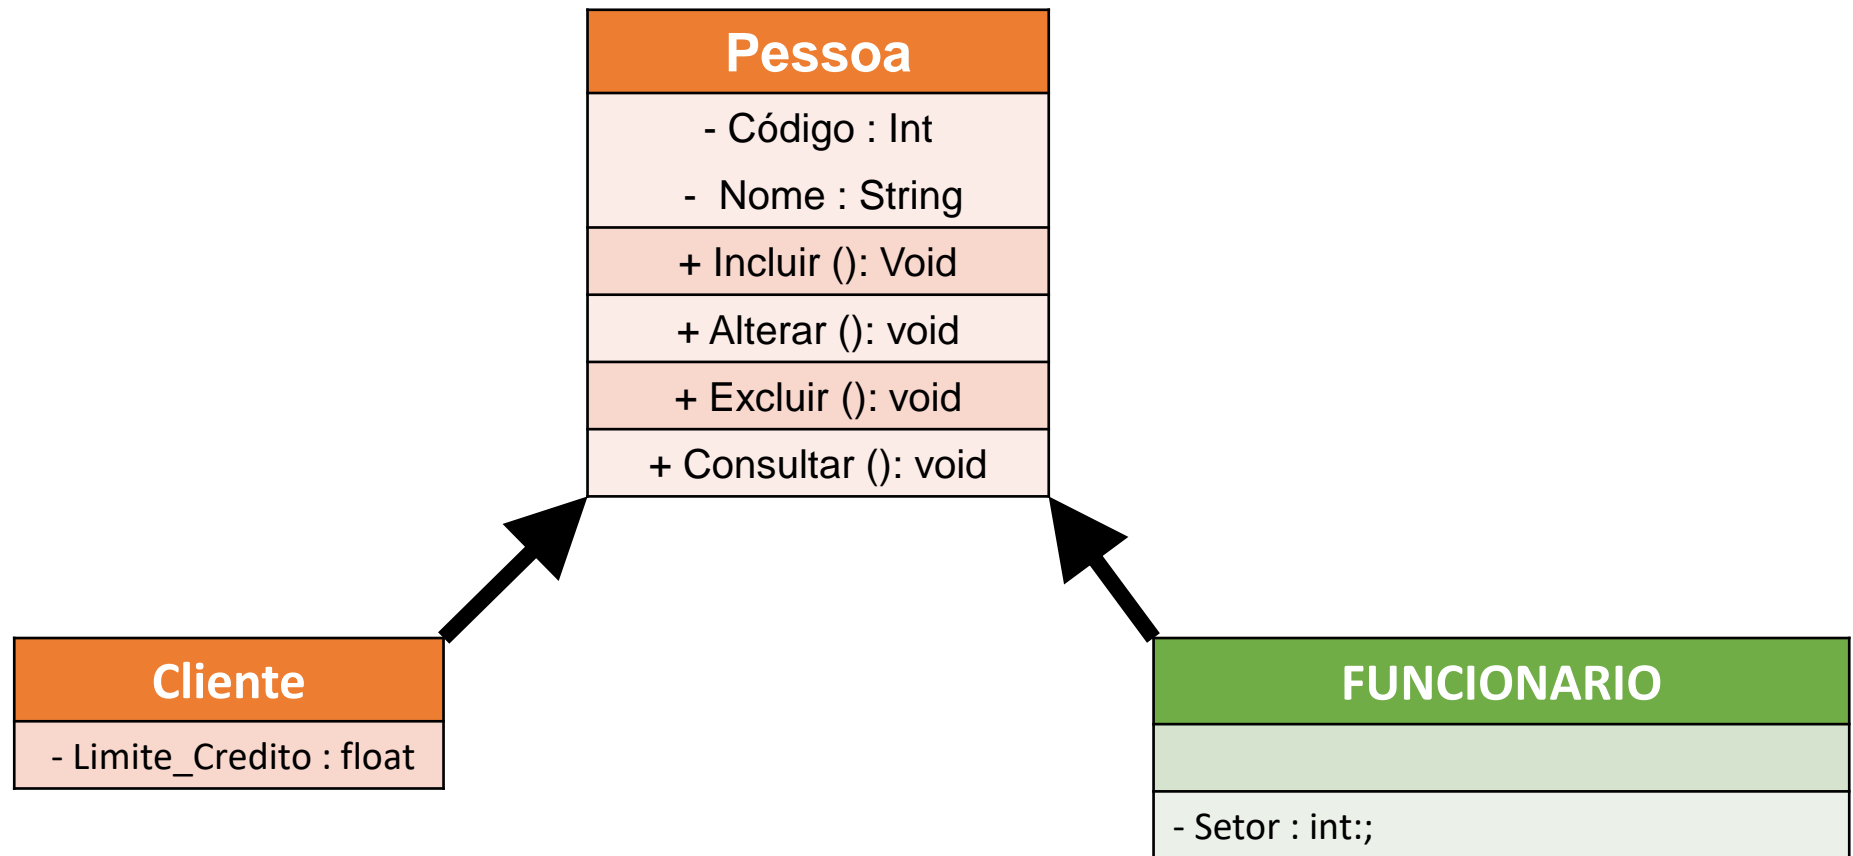 Pessoa
- Código : Int
- Nome : String
+ Incluir (): Void
+ Alterar (): void
+ Excluir (): void
+ Consultar (): void
Cliente
- Limite_Credito : float
FUNCIONARIO
- Setor : int:;